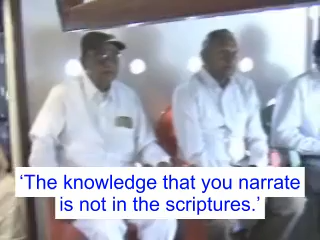 ‘The knowledge that you narrate
is not in the scriptures.’